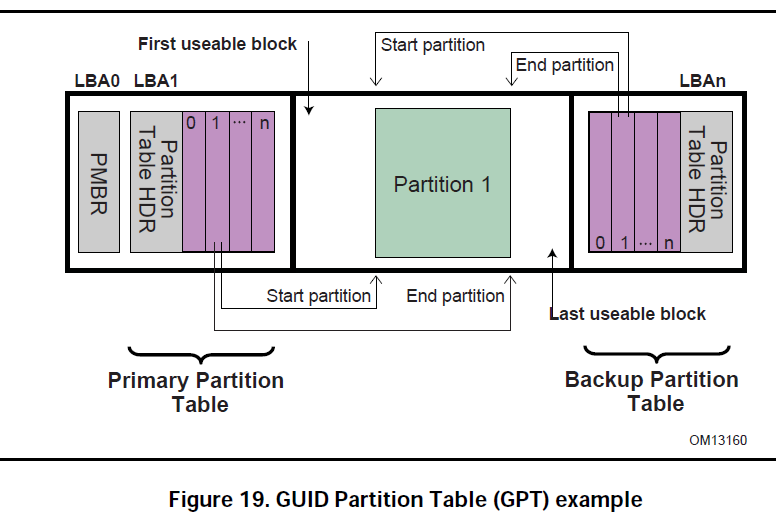 First useable block
Start partition
End partition
LBA0 LBA1
LBAn
PMBR
Partition
Table HDR
0 1 ... n
Partition 1
0 1 ... n
Partition
Table HDR
Start partition
End partition
Last useable block
Primary Partition
Table
Backup Partition
Table
OM13160
Figure 19. GUID Partition Table (GPT) example